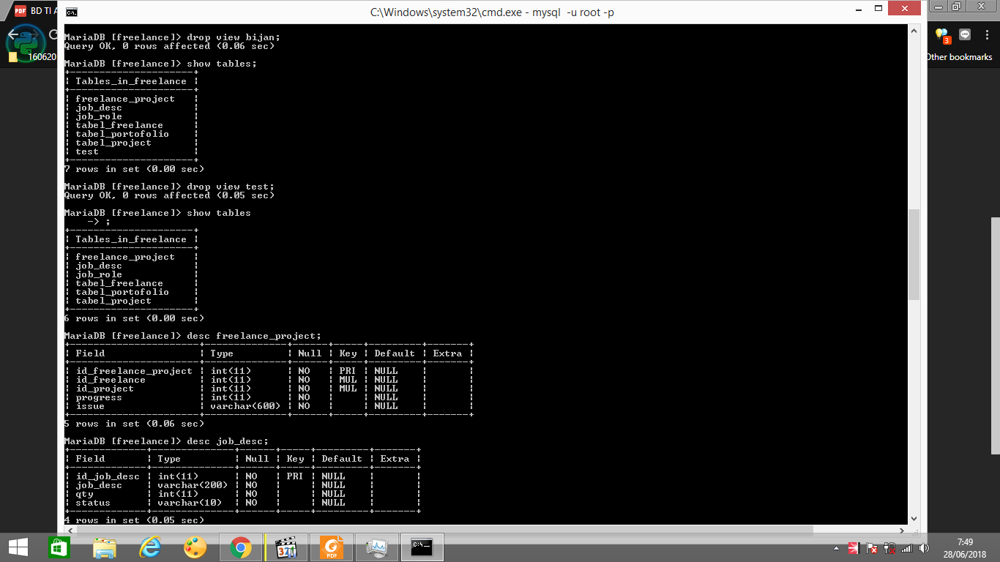 BD TI A
C:\Windows\system32\cmd.exe - mysql -u root -p
160620
3
Other bookmarks
MariaDB [freelance]> drop view bijan;
Query OK, 0 rows affected (0.06 sec)
MariaDB [freelance]> show tables;
+---------------------+
| Tables_in_freelance |
+---------------------+
| freelance_project   |
| job_desc            |
| job_role            |
| tabel_freelance     |
| tabel_portofolio    |
| tabel_project       |
| test                |
+---------------------+
7 rows in set (0.00 sec)
MariaDB [freelance]> drop view test;
Query OK, 0 rows affected (0.05 sec)
MariaDB [freelance]> show tables
    -> ;
+---------------------+
| Tables_in_freelance |
+---------------------+
| freelance_project   |
| job_desc            |
| job_role            |
| tabel_freelance     |
| tabel_portofolio    |
| tabel_project       |
+---------------------+
6 rows in set (0.00 sec)
MariaDB [freelance]> desc freelance_project;
+----------------------+--------------+------+-----+---------+-------+
| Field                | Type         | Null | Key | Default | Extra |
+----------------------+--------------+------+-----+---------+-------+
| id_freelance_project | int(11)      | NO   | PRI | NULL    |       |
| id_freelance         | int(11)      | NO   | MUL | NULL    |       |
| id_project           | int(11)      | NO   | MUL | NULL    |       |
| progress             | int(11)      | NO   |     | NULL    |       |
| issue                | varchar(600) | NO   |     | NULL    |       |
+----------------------+--------------+------+-----+---------+-------+
5 rows in set (0.06 sec)
MariaDB [freelance]> desc job_desc;
+-------------+--------------+------+-----+---------+-------+
| Field       | Type         | Null | Key | Default | Extra |
+-------------+--------------+------+-----+---------+-------+
| id_job_desc | int(11)      | NO   | PRI | NULL    |       |
| job_desc    | varchar(200) | NO   |     | NULL    |       |
| qty         | int(11)      | NO   |     | NULL    |       |
| status      | varchar(10)  | NO   |     | NULL    |       |
+-------------+--------------+------+-----+---------+-------+
4 rows in set (0.05 sec)
7:49
28/06/2018